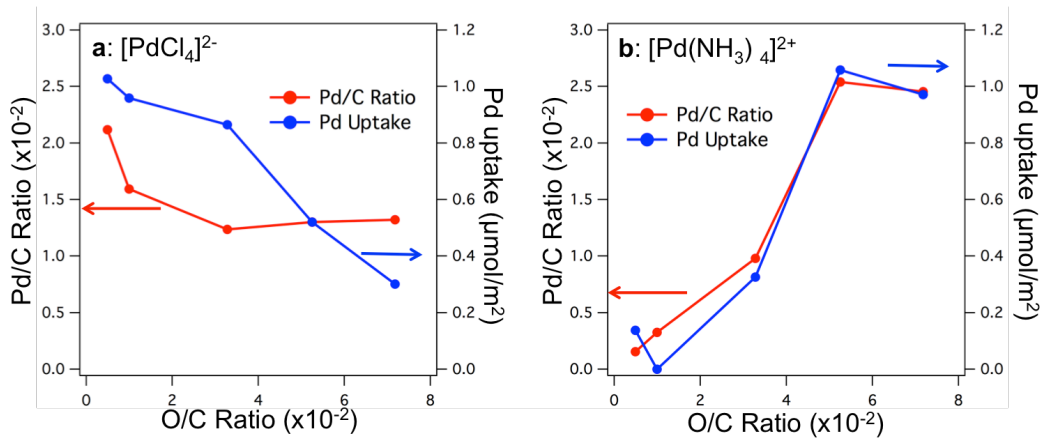 a: [PdCl4]2-
Pd/C Ratio
Pd Uptake
3.0
2.5
2.0
1.5
1.0
0.5
0.0
Pd/C Ratio (x10-2)
1.2
1.0
0.8
0.6
0.4
0.2
0.0
Pd uptake (µmol/m2)
0 2 4 6 8
O/C Ratio (x10-2)
b: [Pd(NH3) 4]2+
Pd/C Ratio
Pd Uptake
3.0
2.5
2.0
1.5
1.0
0.5
0.0
Pd/C Ratio (x10-2)
1.2
1.0
0.8
0.6
0.4
0.2
0.0
Pd uptake (µmol/m2)
0 2 4 6 8
O/C Ratio (x10-2)